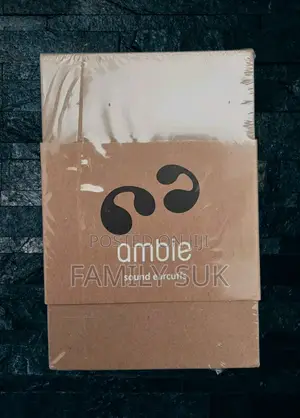 POSTED ON JIJI
ambie
FAMILY SUK
sound earcuffs